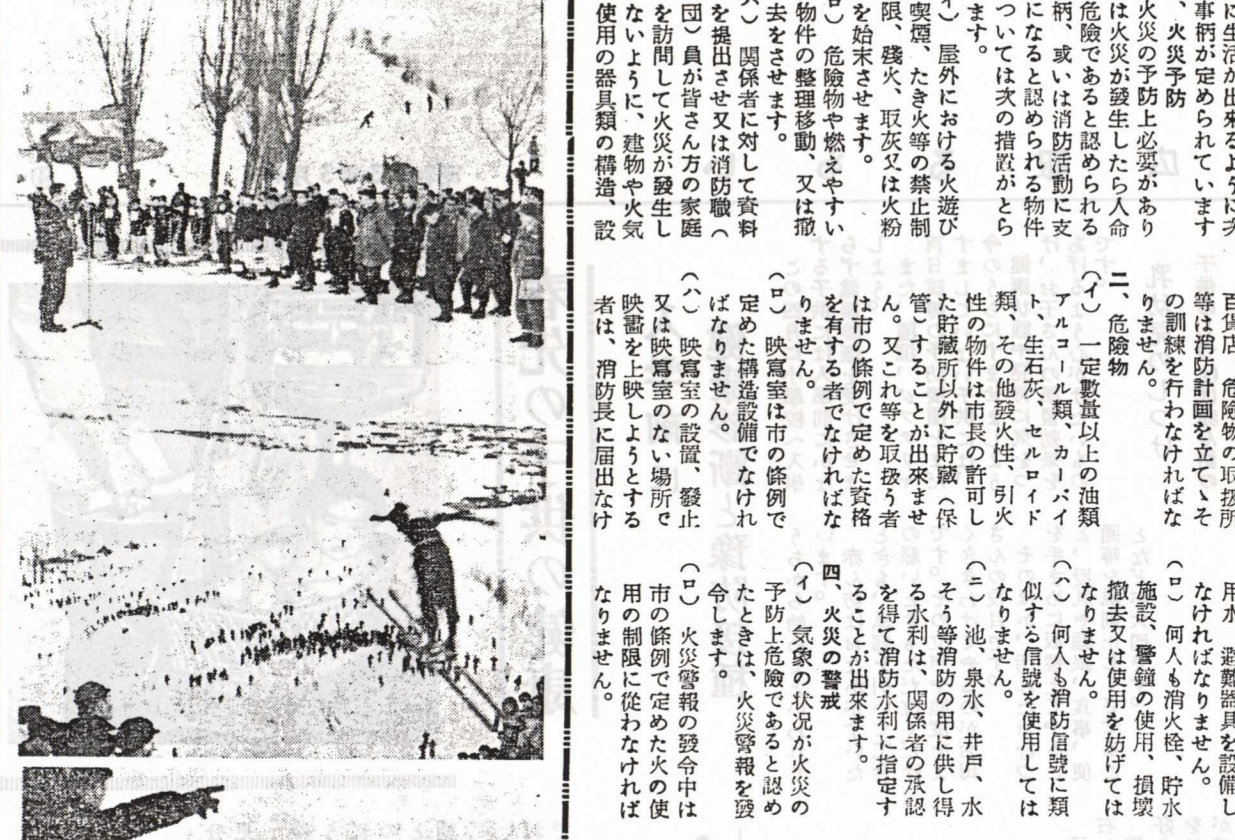 に生活が出来るように次
事柄が定められています
、火災予防
火災の予防上必要があり
は火災が發生したら人命
危險であると認められる
柄、或いは消防活動に支
になると認められる物件
ついては次の措置がとら
ます。
イ) 屋外における火遊び
喫煙、たき火等の禁止制
限、殘火、取灰又は火粉
を始末させます。
ロ) 危險物や燃えやすい
物件の整理移動、又は撤
去をさせます。
ハ) 関係者に対して資料
を提出させ又は消防職(
団)員が皆さん方の家庭
を訪問して火災が發生し
ないように、建物や火気
使用の器具類の構造、設
百貨店、危險物の取扱所
等は消防計画を立てゝそ
の訓練を行わなければな
りません。
二、危險物
(イ) 一定数量以上の油類
アルコール類、カーバイ
ト、生石灰、セルロイド
類、その他發火性、引火
性の物件は市長の許可し
た貯蔵所以外に貯蔵(保
管)することが出來ませ
ん。又これ等を取扱う者
は市の條例で定めた資格
を有する者でなければな
りません。
(ロ) 映寫室は市の條例で
定めた構造設備でなけれ
ばなりません。
(ハ) 映寫室の設置、發止
又は映寫室のない場所で
映畵を上映しようとする
者は、消防長に届出なけ
用水、避難器具を設備し
なければなりません。
(ロ) 何人も消火栓、貯水
施設、警鐘の使用、損壞
撤去又は使用を妨げては
なりません。
(ハ) 何人も消防信號に類
似する信號を使用しては
なりません。
(ニ) 池、泉水、井戸、水
そう等消防の用に供し得
る水利は、関係者の承認
を得て消防水利に指定す
ることが出來ます。
四、火災の警戒
(イ) 気象の状況が火災の
予防上危險であると認め
たときは、火災警報を發
令します。
(ロ) 火災警報の發令中は
市の條例で定めた火の使
用の制限に從わなければ
なりません。